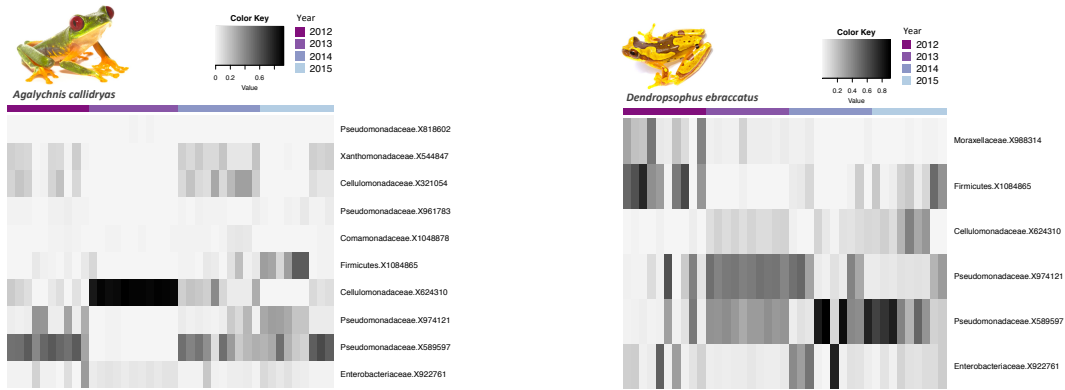 Color Key
Year
2012
2013
2014
2015
0 0.2 0.6
Value
Agalychnis callidryas
Pseudomonadaceae.X818602
Xanthomonadaceae.X544847
Cellulomonadaceae.X321054
Pseudomonadaceae.X961783
Comamonadaceae.X1048878
Firmicutes.X1084865
Cellulomonadaceae.X624310
Pseudomonadaceae.X974121
Pseudomonadaceae.X589597
Enterobacteriaceae.X922761
Color Key
Year
2012
2013
2014
2015
0.2 0.4 0.6 0.8
Value
Dendropsophus ebraccatus
Moraxellaceae.X988314
Firmicutes.X1084865
Cellulomonadaceae.X624310
Pseudomonadaceae.X974121
Pseudomonadaceae.X589597
Enterobacteriaceae.X922761